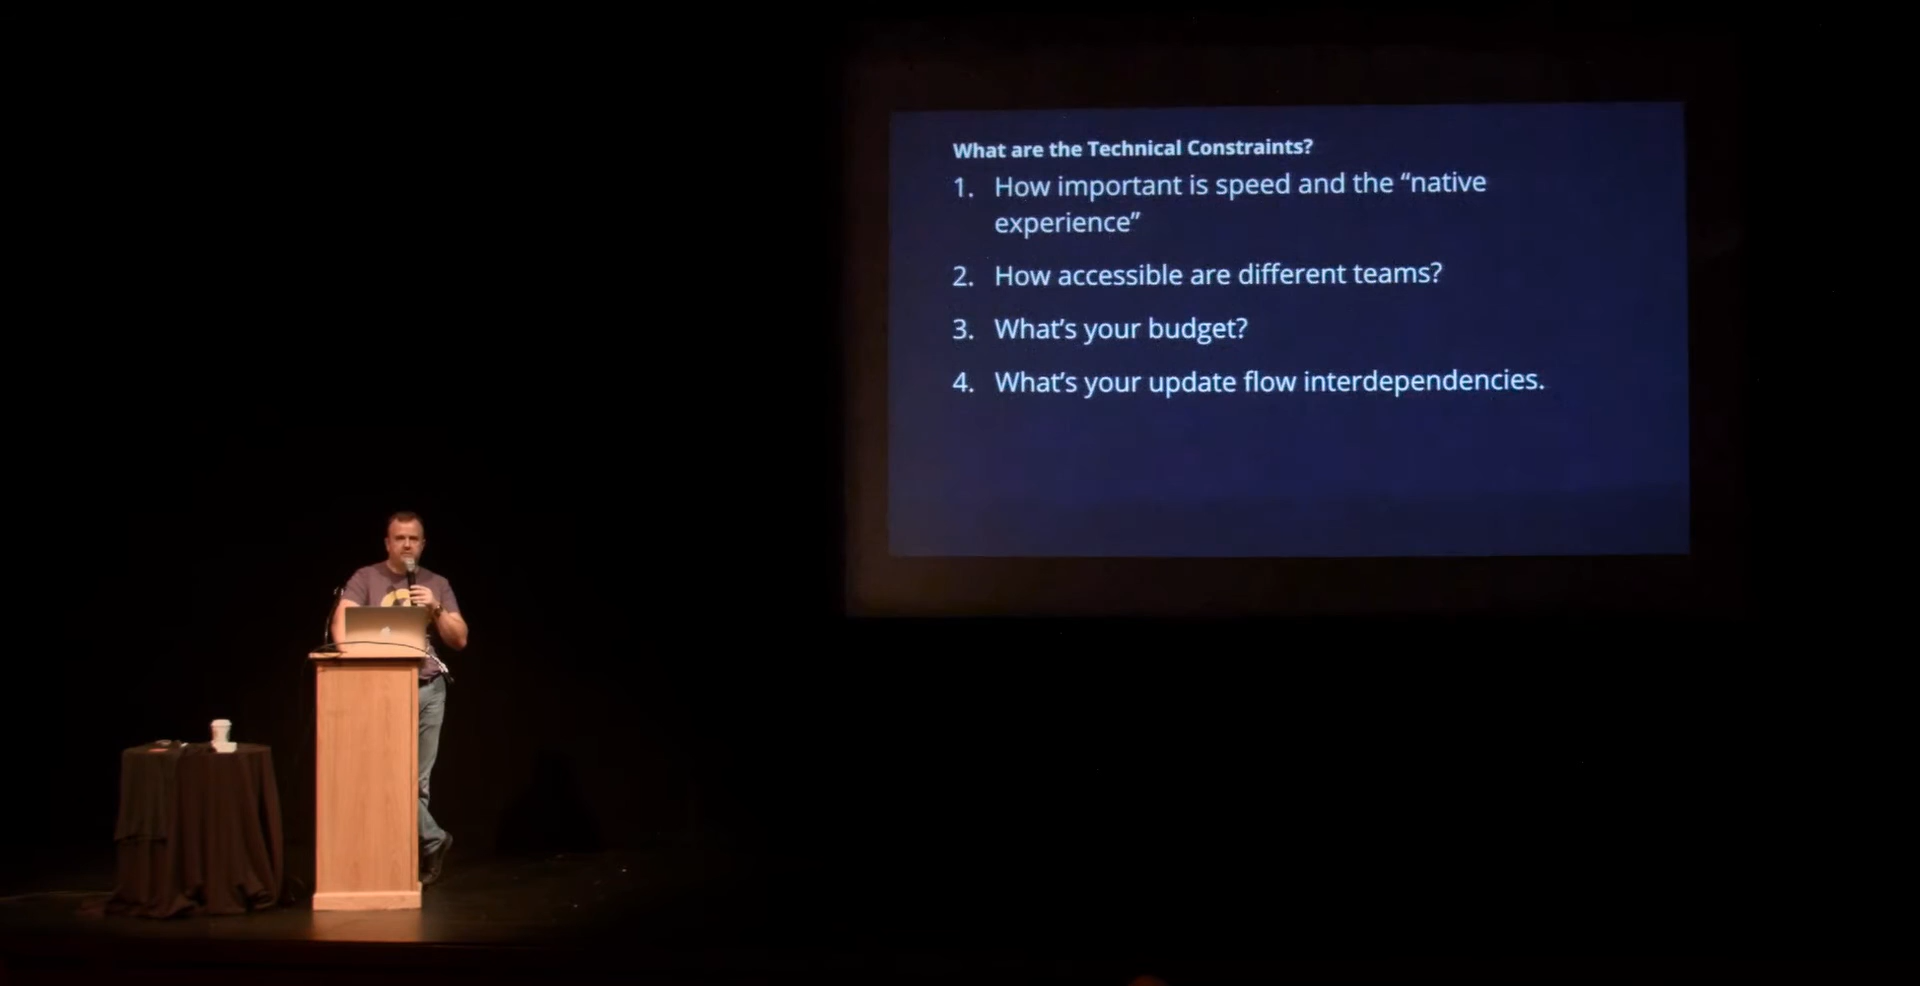 What are the Technical Constraints?
1. How important is speed and the “native
experience”
2. How accessible are different teams?
3. What’s your budget?
4. What’s your update flow interdependencies.